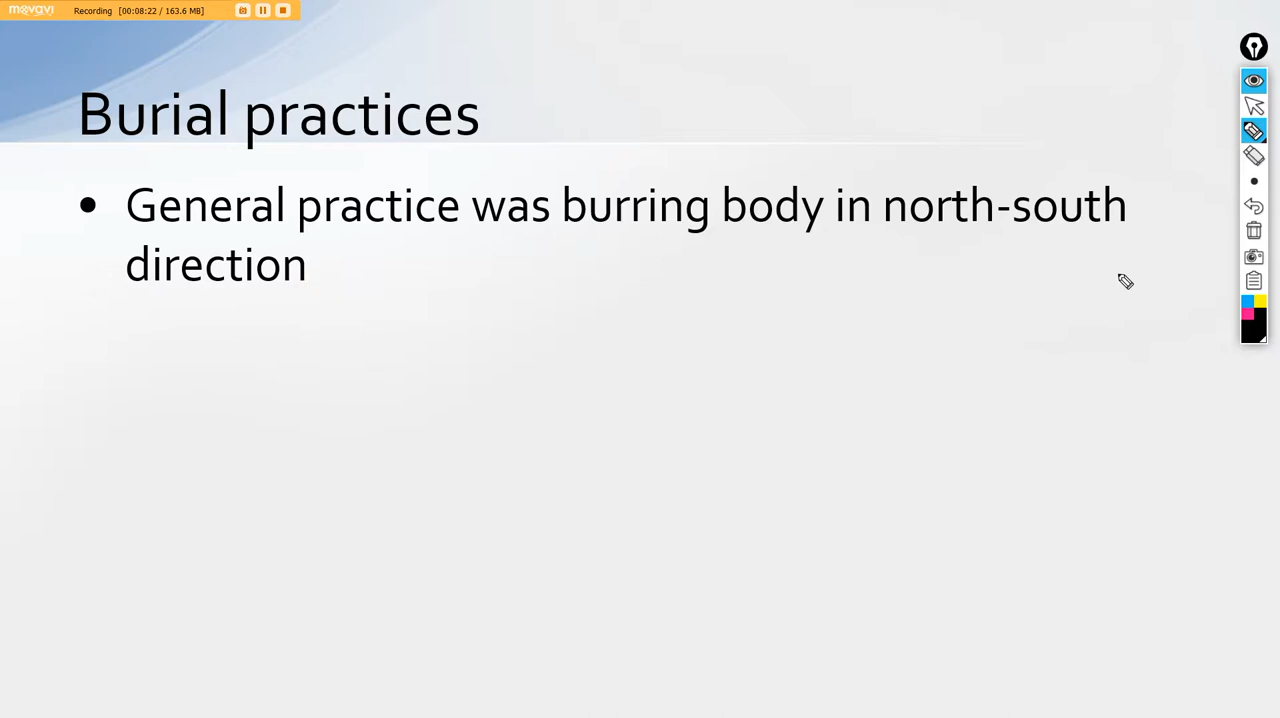 movavi
Recording [00:08:22 / 163.6 MB]
Burial practices
• General practice was burring body in north-south
direction